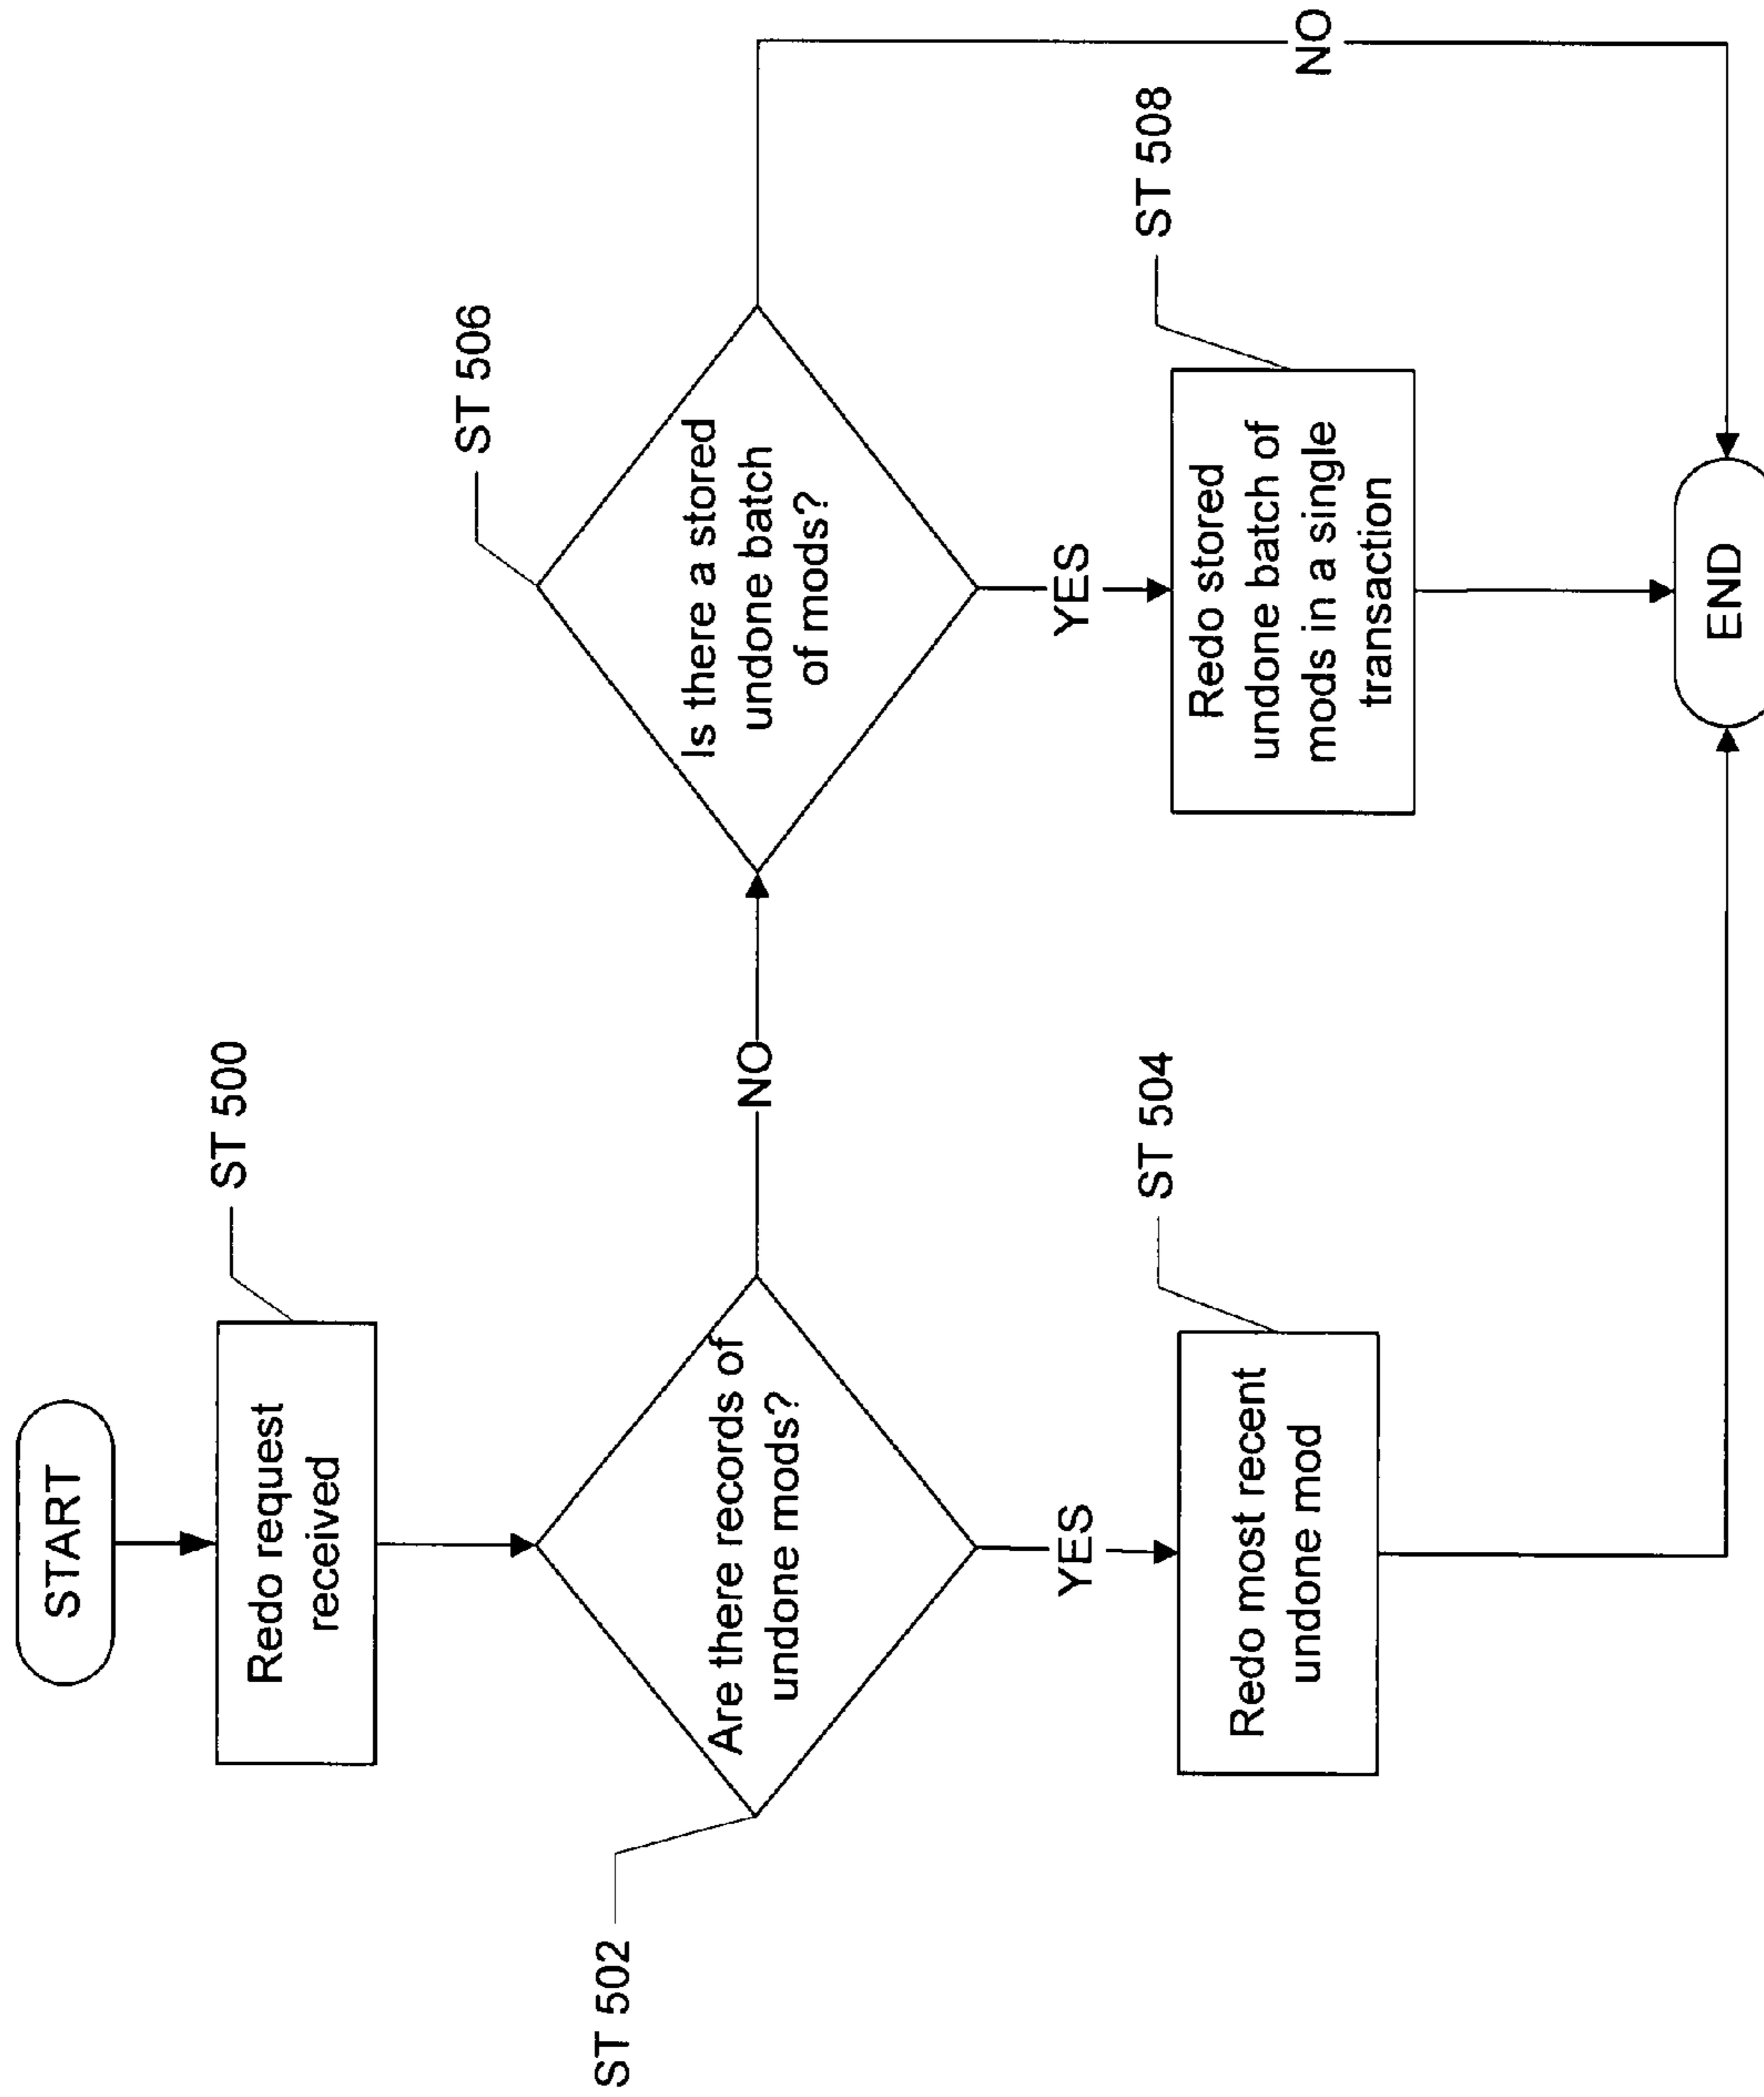 START
Redo request
received
ST 500
Are there records of
undone mods?
ST 502
NO
YES
Redo most recent
undone mod
ST 504
Is there a stored
undone batch
of mods?
ST 506
NO
YES
Redo stored
undone batch of
mods in a single
transaction
ST 508
END